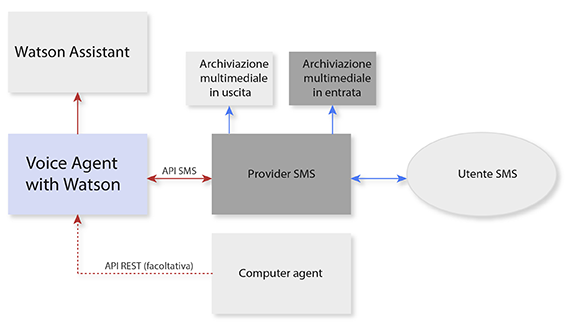 Watson Assistant
Archiviazione
multimediale
in uscita
Archiviazione
multimediale
in entrata
Voice Agent
with Watson
API SMS
Provider SMS
Utente SMS
API REST (facoltativa)
Computer agent